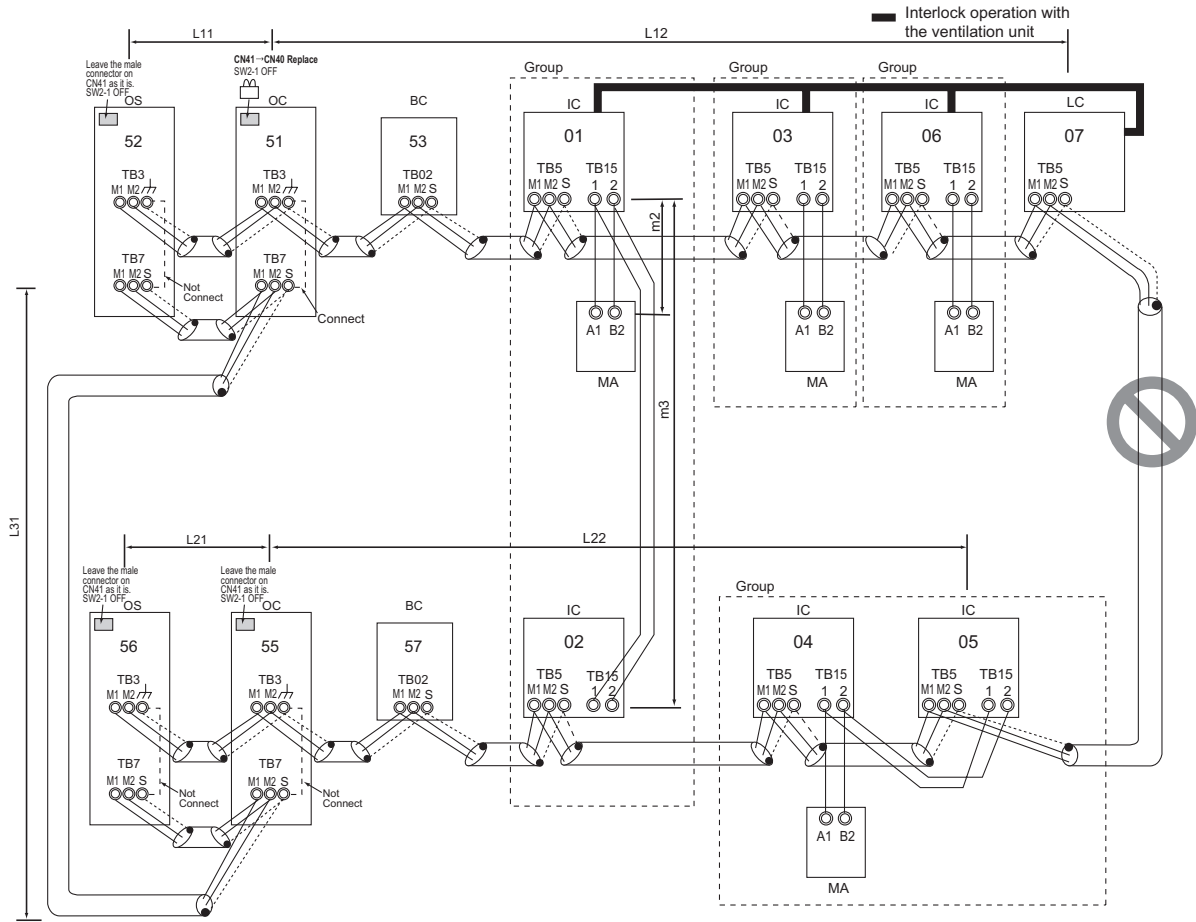 Interlock operation with
the ventilation unit
L11
L12
Leave the male
connector on
CN41 as it is.
SW2-1 OFF
CN41→CN40 Replace
SW2-1 OFF
Group
Group
Group
OS
OC
BC
IC
IC
IC
LC
52
51
53
01
03
06
07
TB3
TB3
TB02
TB5
TB15
TB5
TB15
TB5
TB15
TB5
M1 M2
M1 M2
M1 M2 S
M1 M2 S
1 2
M1 M2 S
1 2
M1 M2 S
1 2
M1 M2 S
m2
TB7
TB7
M1 M2 S
M1 M2 S
Not
Connect
Connect
A1 B2
A1 B2
A1 B2
MA
MA
MA
m3
L31
L21
L22
Leave the male
connector on
CN41 as it is.
SW2-1 OFF
Leave the male
connector on
CN41 as it is.
SW2-1 OFF
Group
OS
OC
BC
IC
IC
IC
56
55
57
02
04
05
TB3
TB3
TB02
TB5
TB15
TB5
TB15
TB5
TB15
M1 M2
M1 M2
M1 M2 S
M1 M2 S
1 2
M1 M2 S
1 2
M1 M2 S
1 2
TB7
TB7
M1 M2 S
M1 M2 S
Not
Connect
Not
Connect
A1 B2
MA